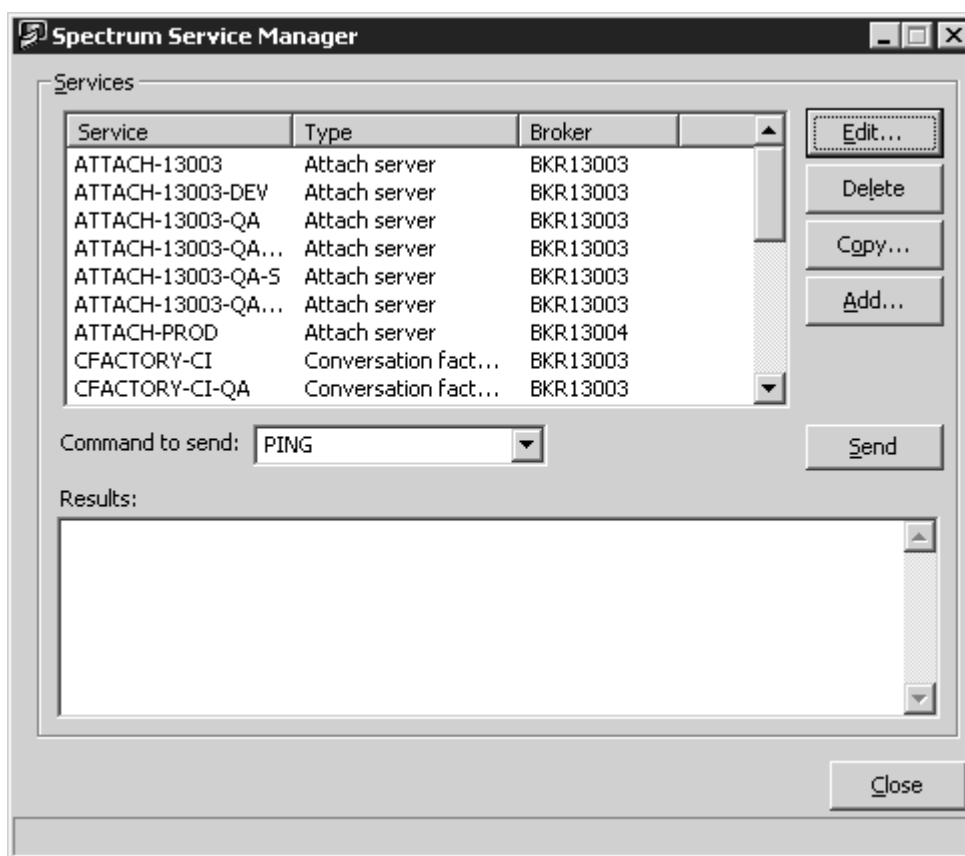 Spectrum Service Manager
Services
Service Type Broker
ATTACH-13003 Attach server BKR13003
ATTACH-13003-DEV Attach server BKR13003
ATTACH-13003-QA Attach server BKR13003
ATTACH-13003-QA... Attach server BKR13003
ATTACH-13003-QA-S Attach server BKR13003
ATTACH-13003-QA... Attach server BKR13003
ATTACH-PROD Attach server BKR13004
CFACTORY-CI Conversation fact... BKR13003
CFACTORY-CI-QA Conversation fact... BKR13003
Edit...
Delete
Copy...
Add...
Command to send: PING Send
Results:
Close